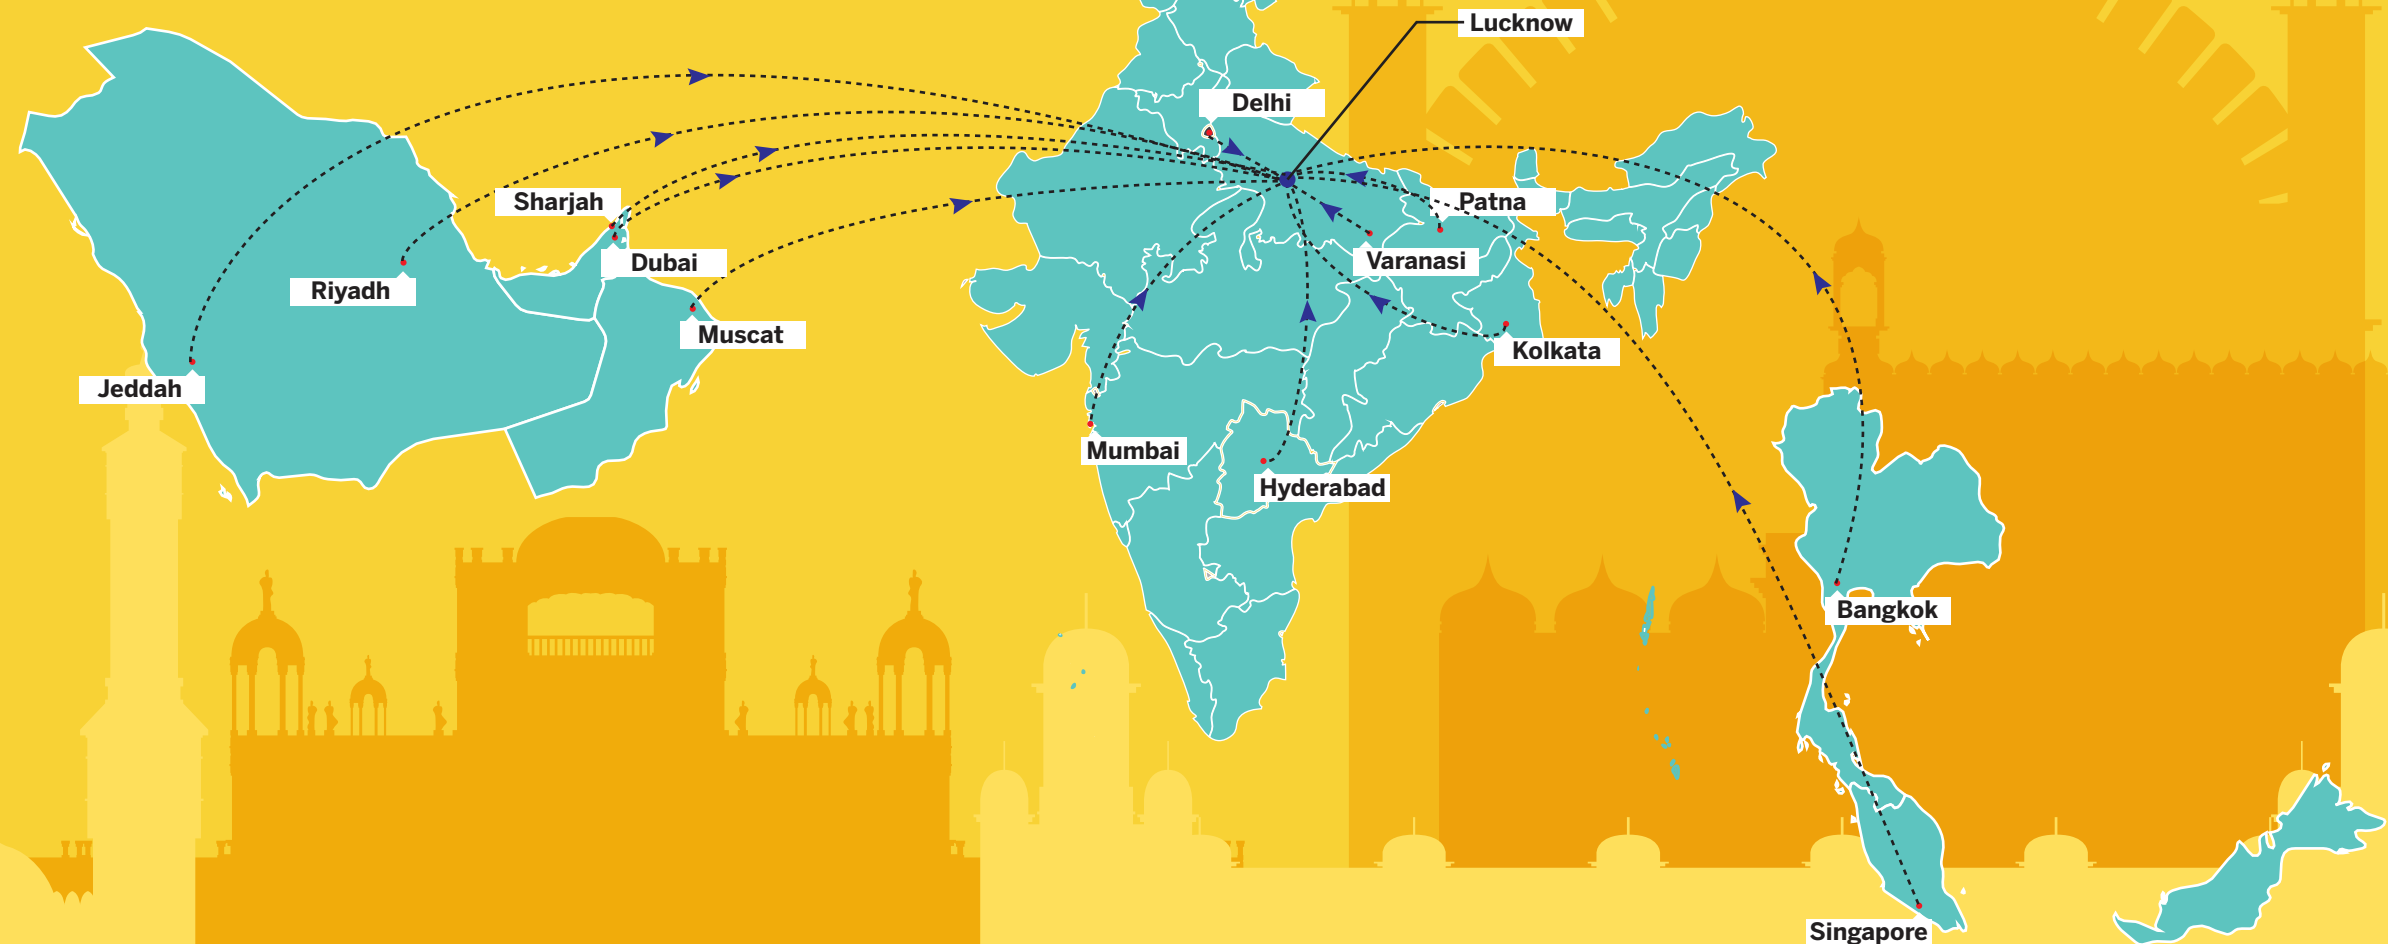 Lucknow
Delhi
Sharjah
Patna
Dubai
Varanasi
Riyadh
Muscat
Kolkata
Jeddah
Mumbai
Hyderabad
Bangkok
Singapore